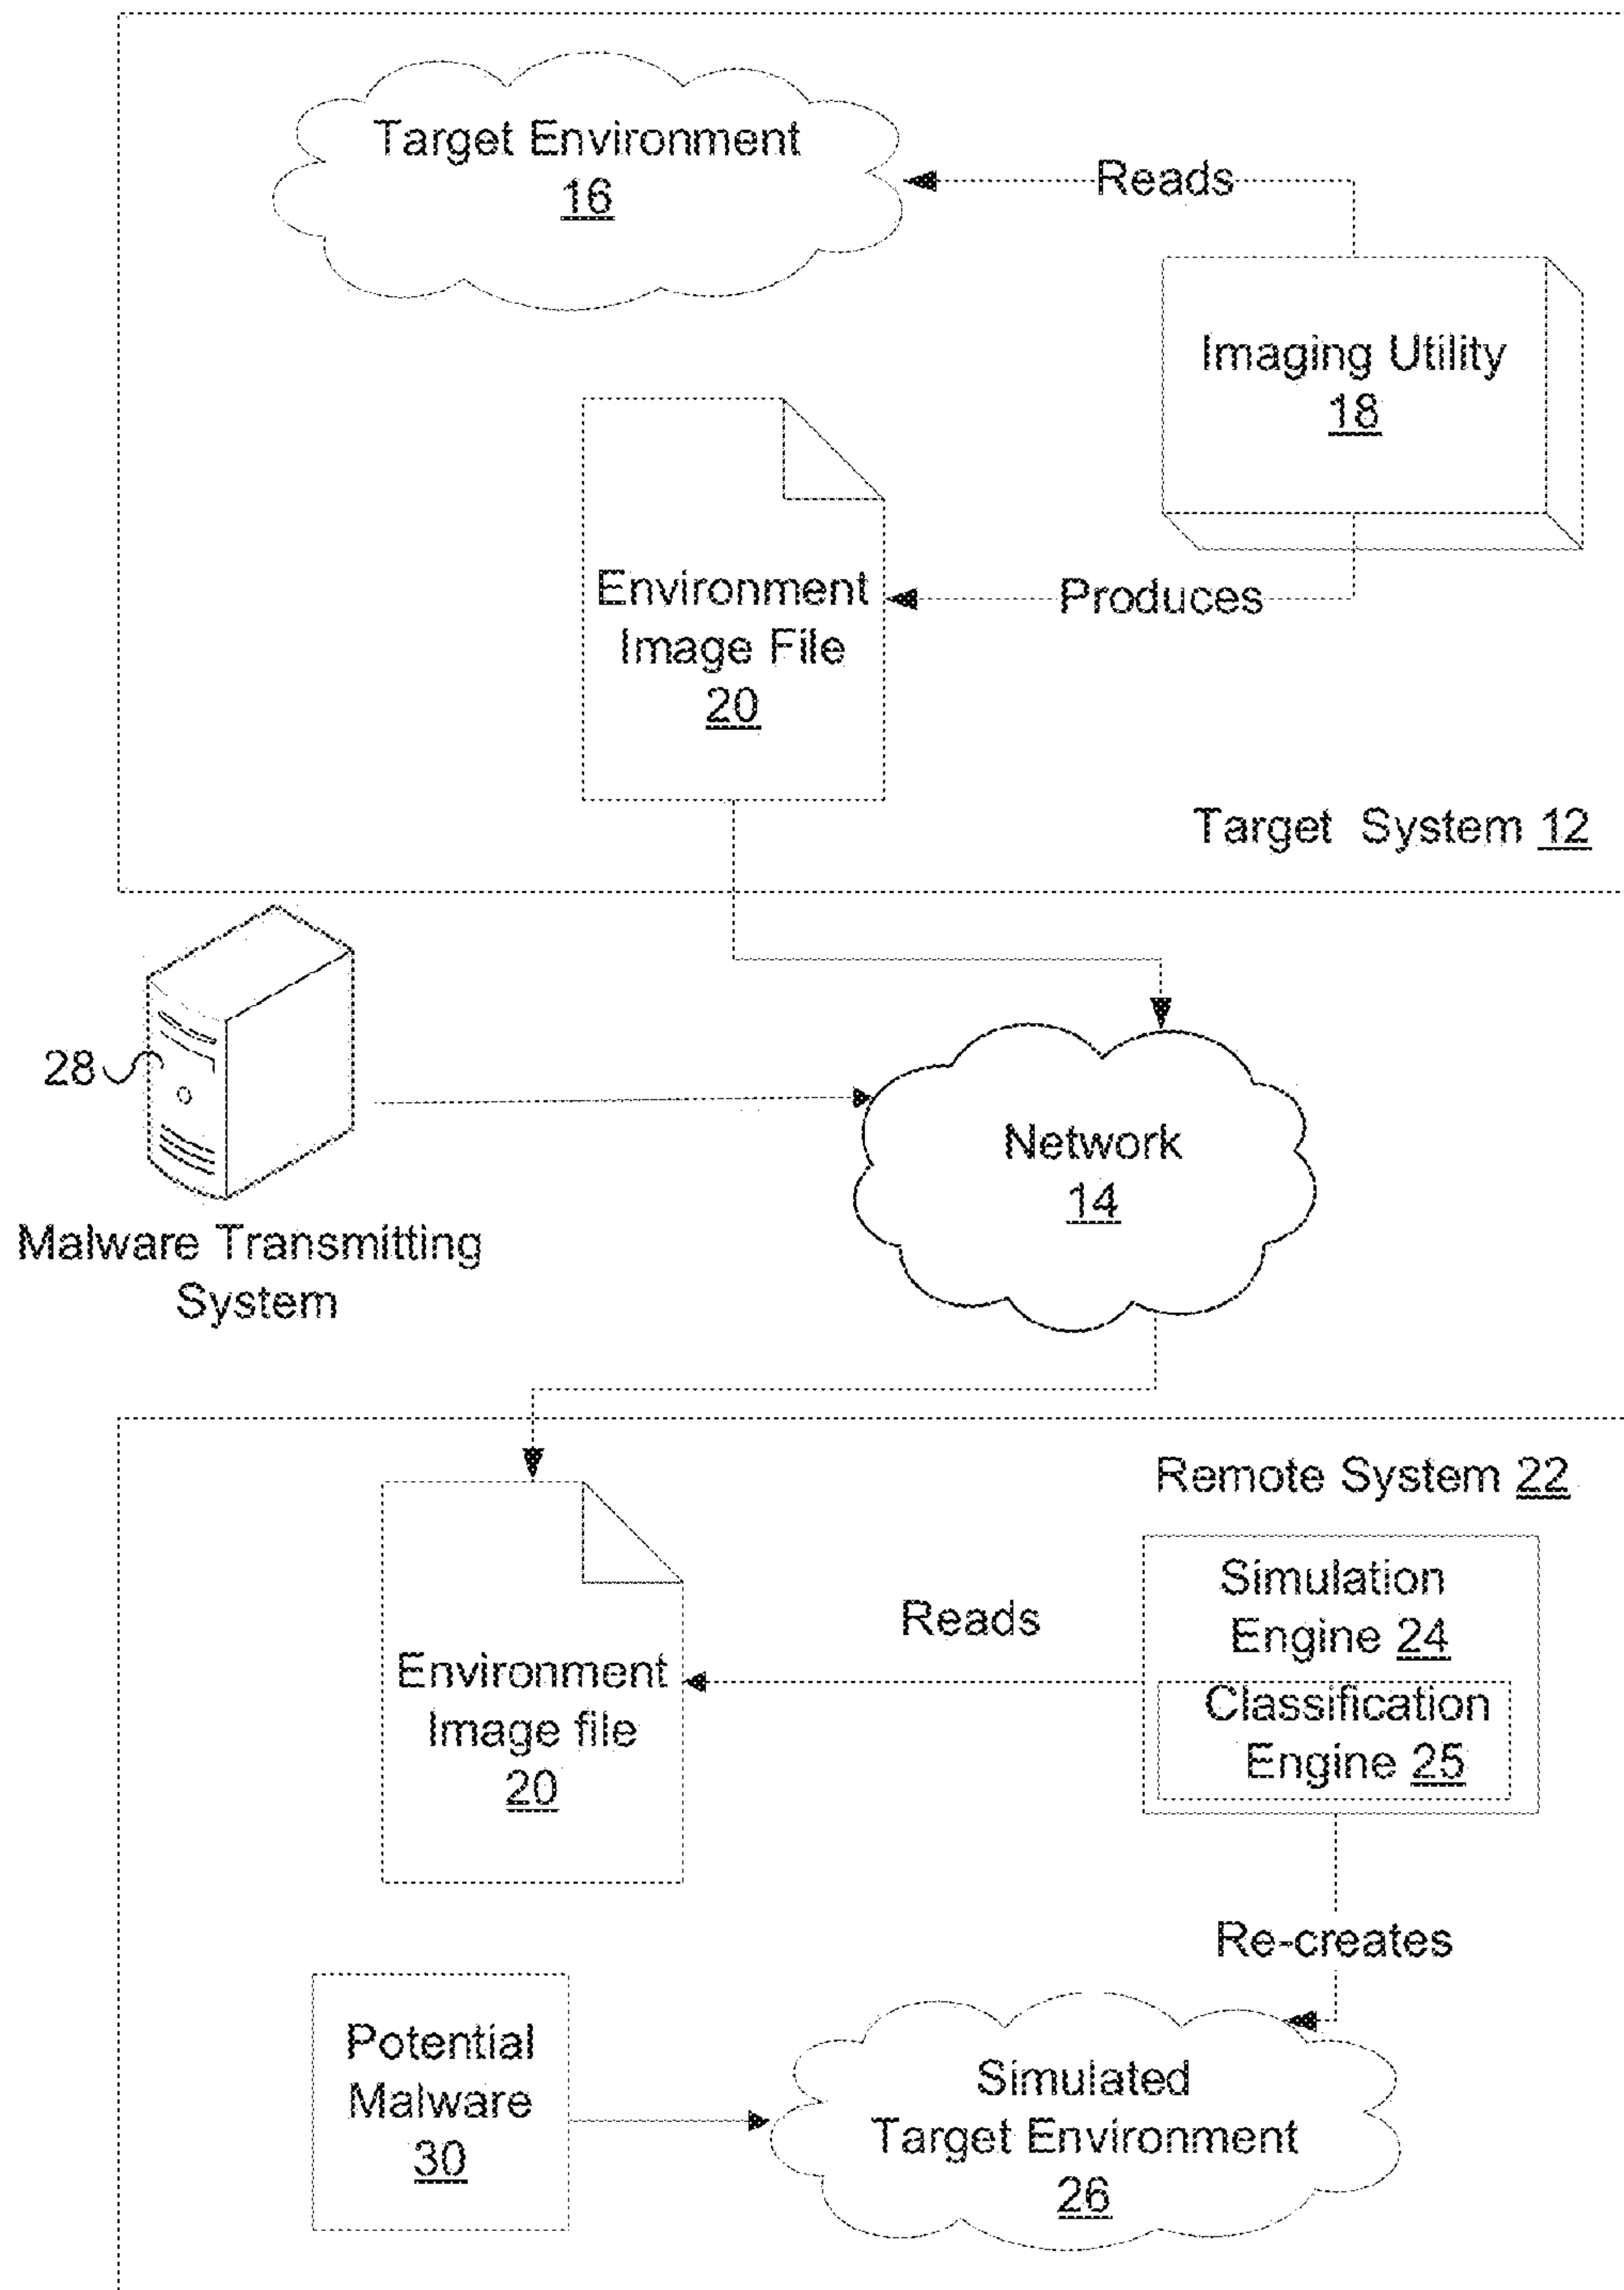 Target Environment
16
Reads
Imaging Utility
18
Environment
Image File
20
Produces
Target System 12
28
Malware Transmitting
System
Network
14
Remote System 22
Simulation
Engine 24
Classification
Engine 25
Reads
Environment
Image file
20
Re-creates
Potential
Malware
30
Simulated
Target Environment
26